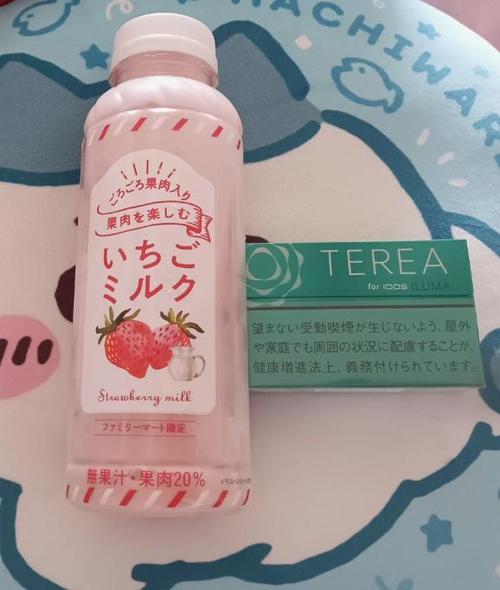 HACHIWAR
ごろごろ果肉入り
果肉を楽しむ
いちご
ミルク
Strawberry milk
ファミリーマート限定
無果汁・果肉20%
TEREA
for IQOS ILUMA
望まない受動喫煙が生じないよう、屋外
や家庭でも周囲の状況に配慮することが、
健康増進法上、義務付けられています。